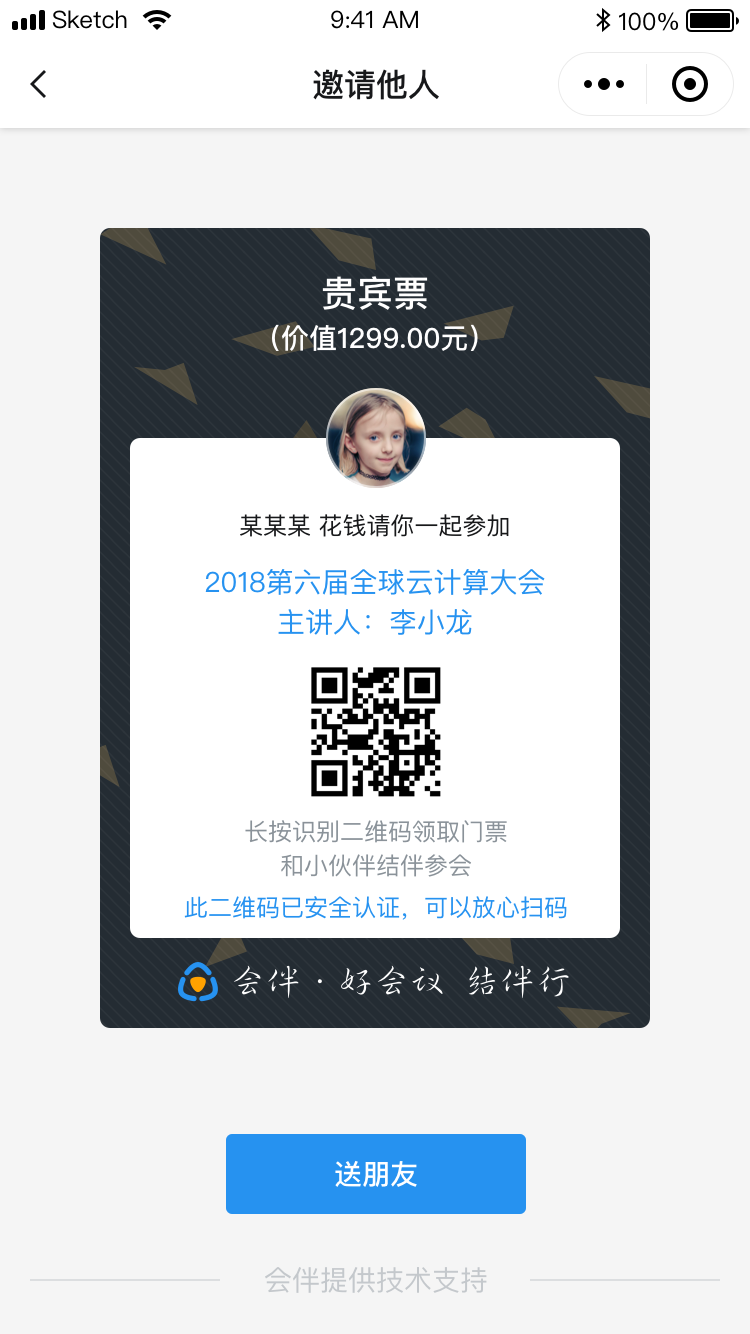 Sketch 9:41 AM 100%
邀请他人
贵宾票
(价值1299.00元)
某某某 花钱请你一起参加
2018第六届全球云计算大会
主讲人：李小龙
长按识别二维码领取门票
和小伙伴结伴参会
此二维码已安全认证，可以放心扫码
会伴·好会议 结伴行
送朋友
会伴提供技术支持